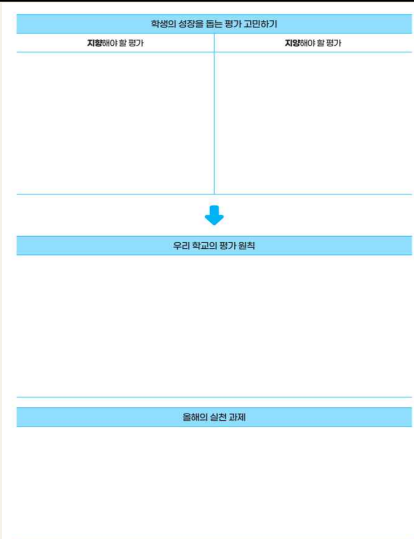 학생의 성장을 돕는 평가 고민하기
지향해야 할 평가
지양해야 할 평가
우리 학교의 평가 원칙
올해의 실천 과제